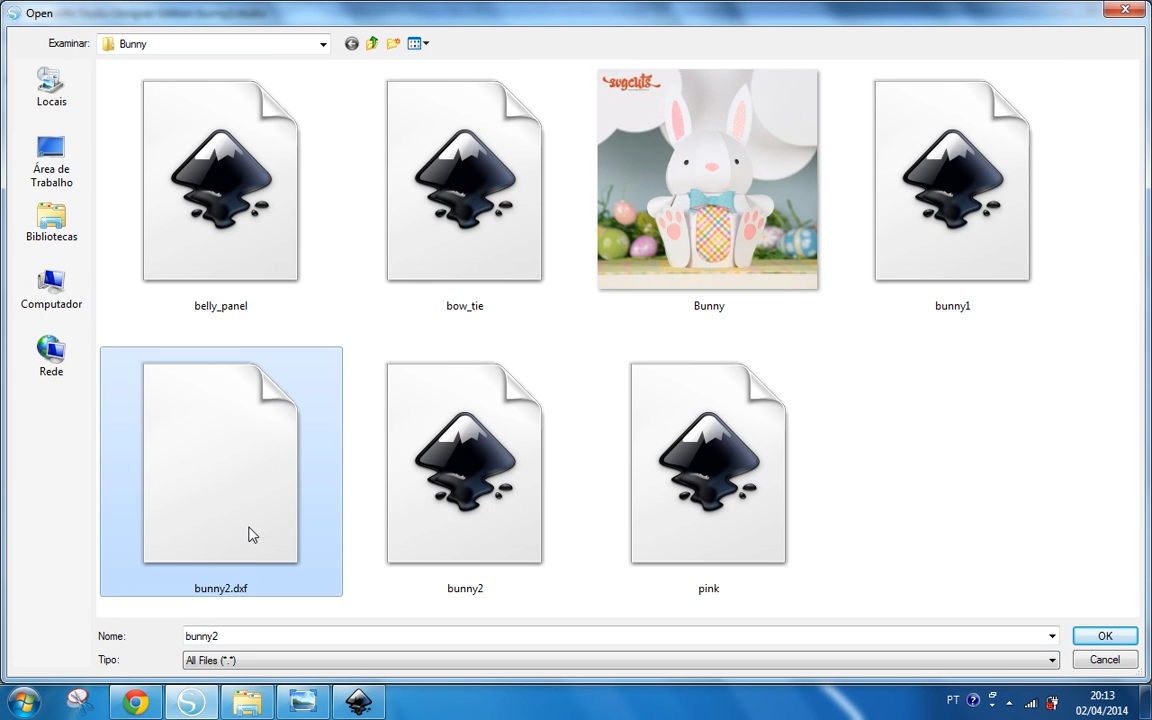 Open
Examinar:
Bunny
Locais
Área de
Trabalho
Bibliotecas
Computador
Rede
svgcuts
belly_panel
bow_tie
Bunny
bunny1
bunny2.dxf
bunny2
pink
Nome:
bunny2
OK
Tipo:
All Files (*.*)
Cancel
PT
20:13
02/04/2014